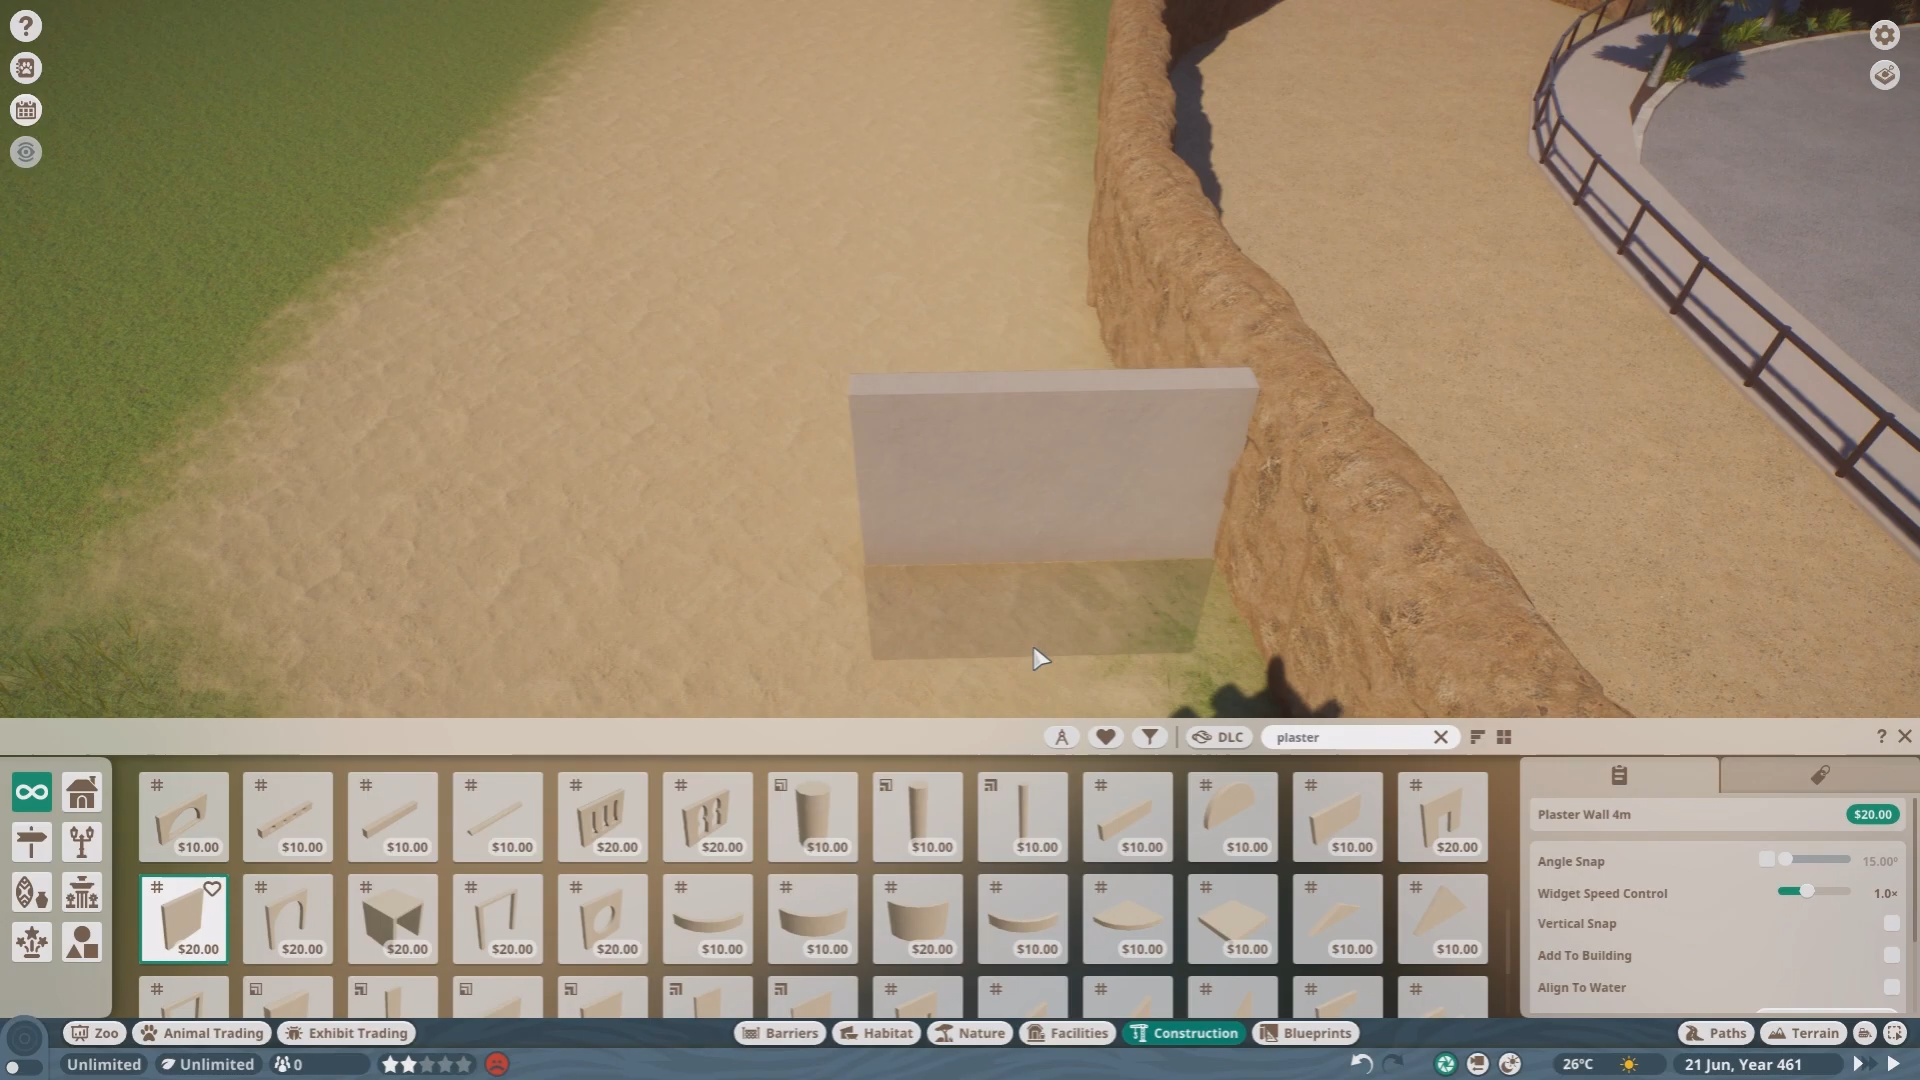 DLC
plaster
$10.00 $10.00 $10.00 $10.00 $20.00 $20.00 $10.00 $10.00 $10.00 $10.00 $10.00 $10.00 $20.00
$20.00 $20.00 $20.00 $20.00 $20.00 $10.00 $10.00 $20.00 $10.00 $10.00 $10.00 $10.00 $10.00
Plaster Wall 4m $20.00
Angle Snap 15.00°
Widget Speed Control 1.0×
Vertical Snap
Add To Building
Align To Water
Zoo Animal Trading Exhibit Trading Barriers Habitat Nature Facilities Construction Blueprints Paths Terrain
Unlimited Unlimited 0 26°C 21 Jun, Year 461